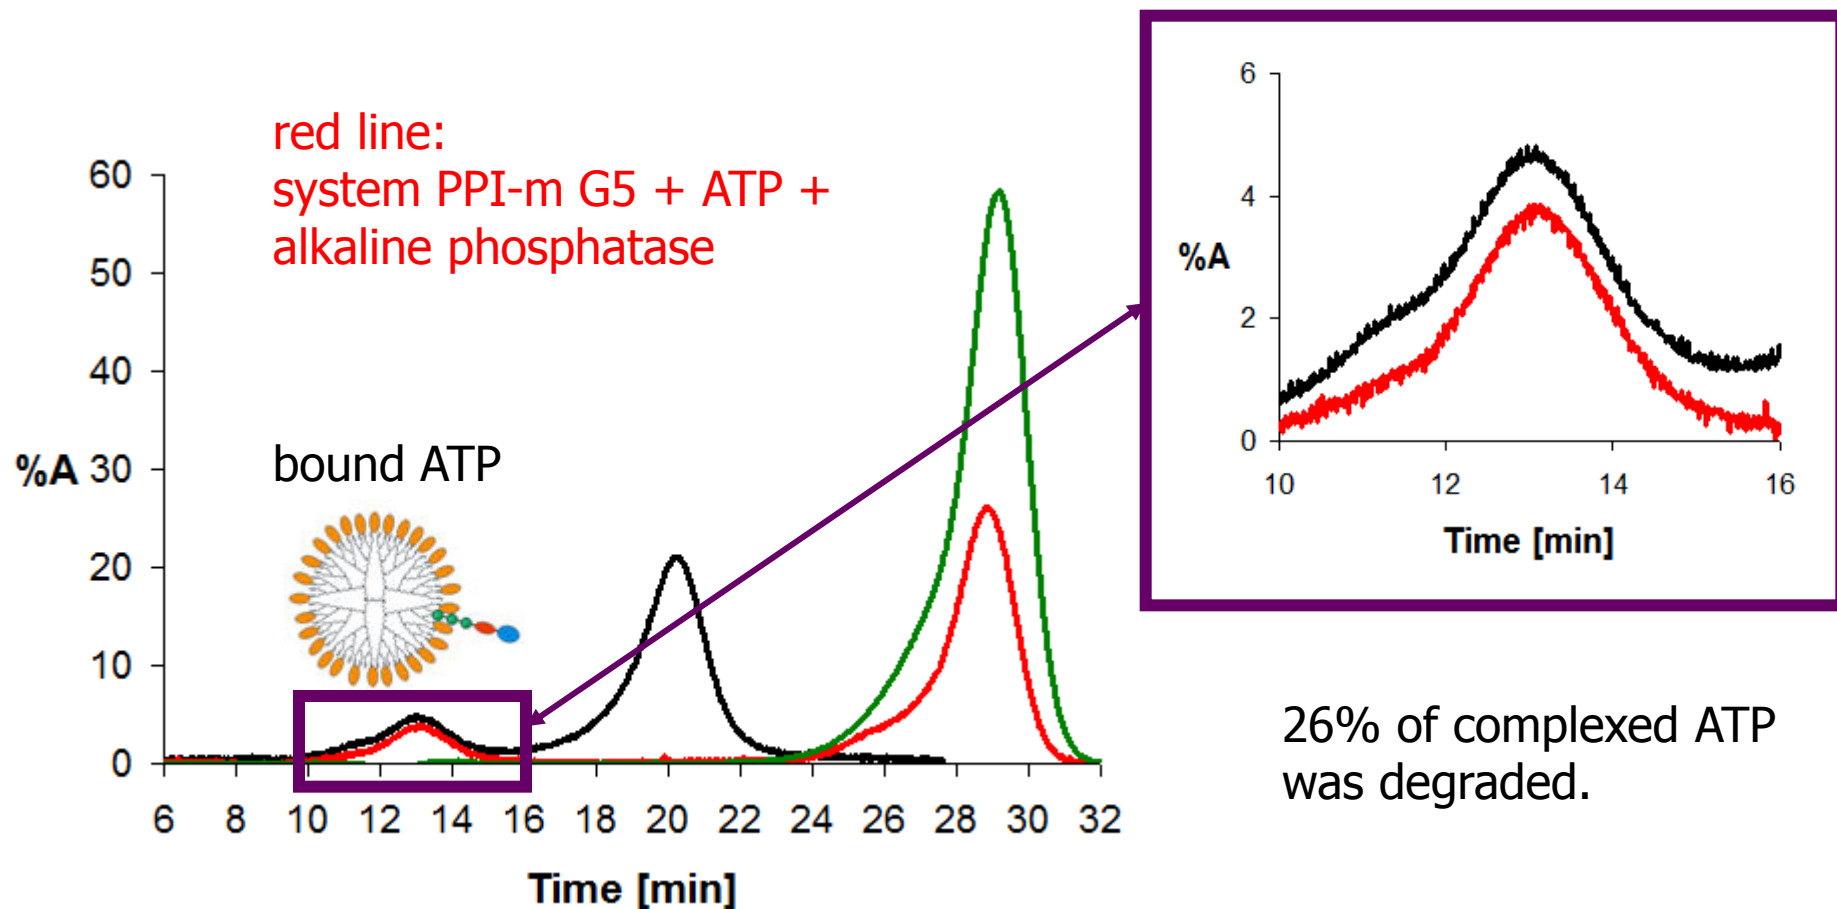 red line:
system PPI-m G5 + ATP +
alkaline phosphatase
60
50
40
%A 30
20
10
0
bound ATP
6 8 10 12 14 16 18 20 22 24 26 28 30 32
Time [min]
6
4
%A
2
0
10 12 14 16
Time [min]
26% of complexed ATP
was degraded.